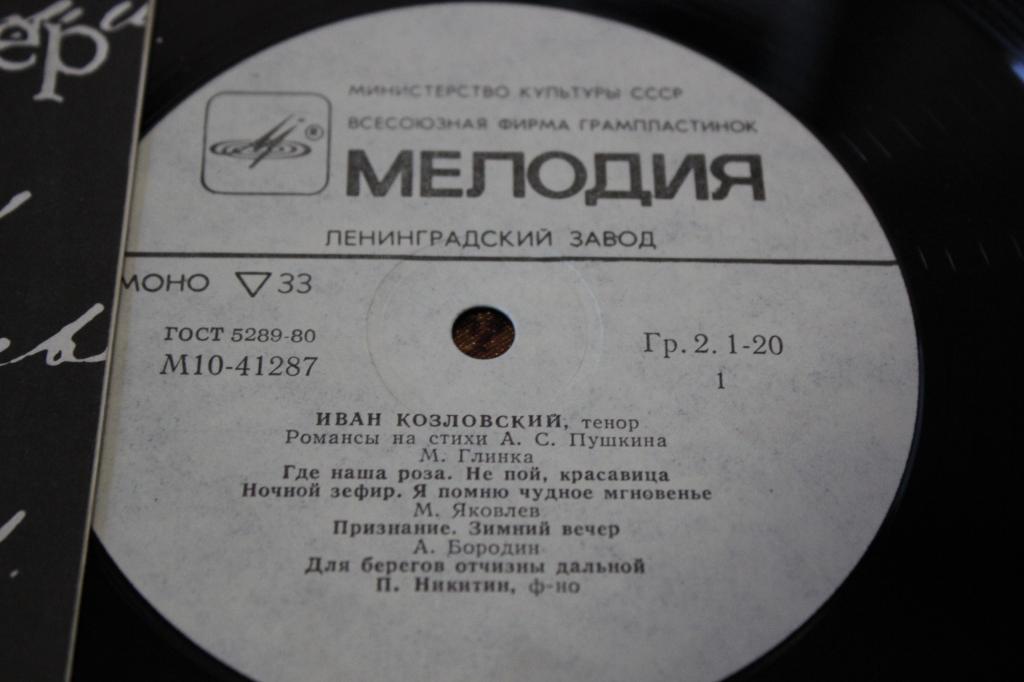 ер
МИНИСТЕРСТВО КУЛЬТУРЫ СССР
ВСЕСОЮЗНАЯ ФИРМА ГРАМПЛАСТИНОК
®
МЕЛОДИЯ
ЛЕНИНГРАДСКИЙ ЗАВОД
МОНО 33
ГОСТ 5289-80
М10-41287
Гр. 2. 1-20
1
ИВАН КОЗЛОВСКИЙ, тенор
Романсы на стихи А. С. Пушкина
М. Глинка
Где наша роза. Не пой, красавица
Ночной зефир. Я помню чудное мгновенье
М. Яковлев
Признание. Зимний вечер
А. Бородин
Для берегов отчизны дальной
П. Никитин, ф-но